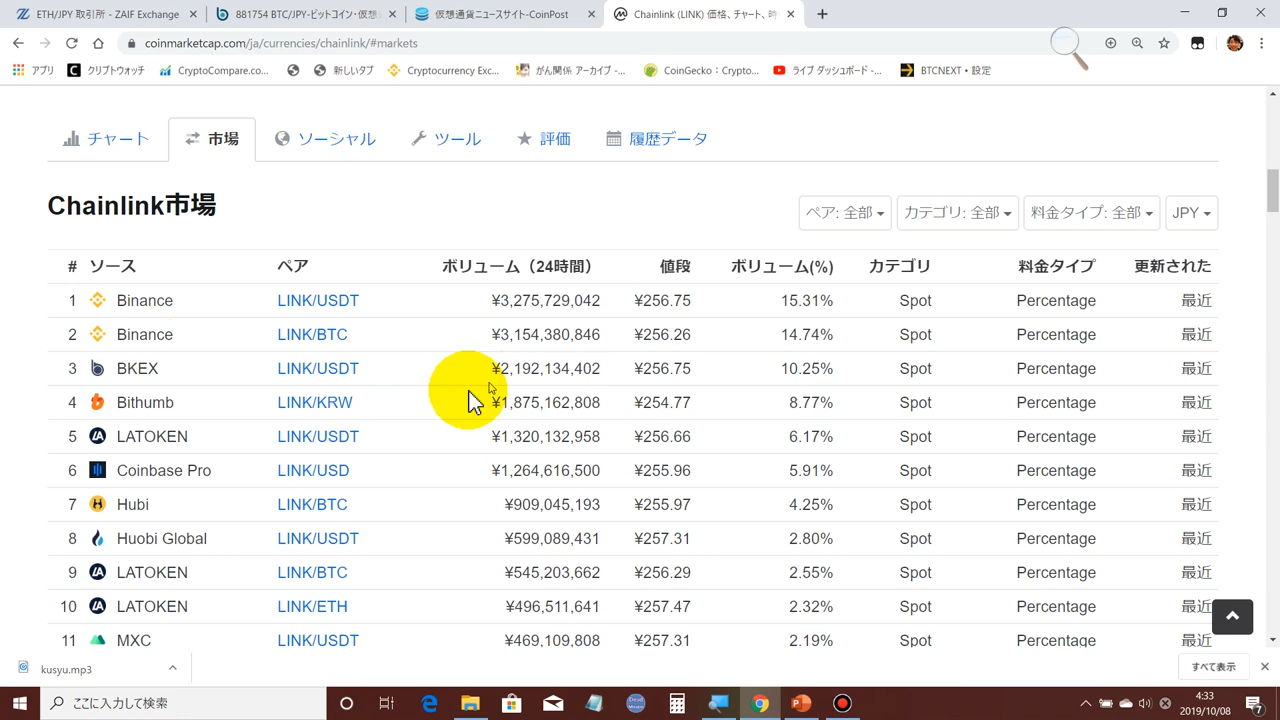 ETH/JPY 取引所 - ZAIF Exchange
881754 BTC/JPY-ビットコイン・仮想
仮想通貨ニュースサイト-CoinPost
Chainlink (LINK) 価格、チャート、時
coinmarketcap.com/ja/currencies/chainlink/#markets
アプリ
クリプトウォッチ
CryptoCompare.co...
新しいタブ
Cryptocurrency Exc...
がん関係 アーカイブ - ...
CoinGecko：Crypto...
ライブ ダッシュボード - ...
BTCNEXT・設定
チャート 市場 ソーシャル ツール 評価 履歴データ
Chainlink市場
ペア: 全部 カテゴリ: 全部 料金タイプ: 全部 JPY
# ソース ペア ボリューム（24時間） 値段 ボリューム(%) カテゴリ 料金タイプ 更新された
1 Binance LINK/USDT ¥3,275,729,042 ¥256.75 15.31% Spot Percentage 最近
2 Binance LINK/BTC ¥3,154,380,846 ¥256.26 14.74% Spot Percentage 最近
3 BKEX LINK/USDT ¥2,192,134,402 ¥256.75 10.25% Spot Percentage 最近
4 Bithumb LINK/KRW ¥1,875,162,808 ¥254.77 8.77% Spot Percentage 最近
5 LATOKEN LINK/USDT ¥1,320,132,958 ¥256.66 6.17% Spot Percentage 最近
6 Coinbase Pro LINK/USD ¥1,264,616,500 ¥255.96 5.91% Spot Percentage 最近
7 Hubi LINK/BTC ¥909,045,193 ¥255.97 4.25% Spot Percentage 最近
8 Huobi Global LINK/USDT ¥599,089,431 ¥257.31 2.80% Spot Percentage 最近
9 LATOKEN LINK/BTC ¥545,203,662 ¥256.29 2.55% Spot Percentage 最近
10 LATOKEN LINK/ETH ¥496,511,641 ¥257.47 2.32% Spot Percentage 最近
11 MXC LINK/USDT ¥469,109,808 ¥257.31 2.19% Spot Percentage 最近
kusyu.mp3
すべて表示
ここに入力して検索
4:33
2019/10/08
7